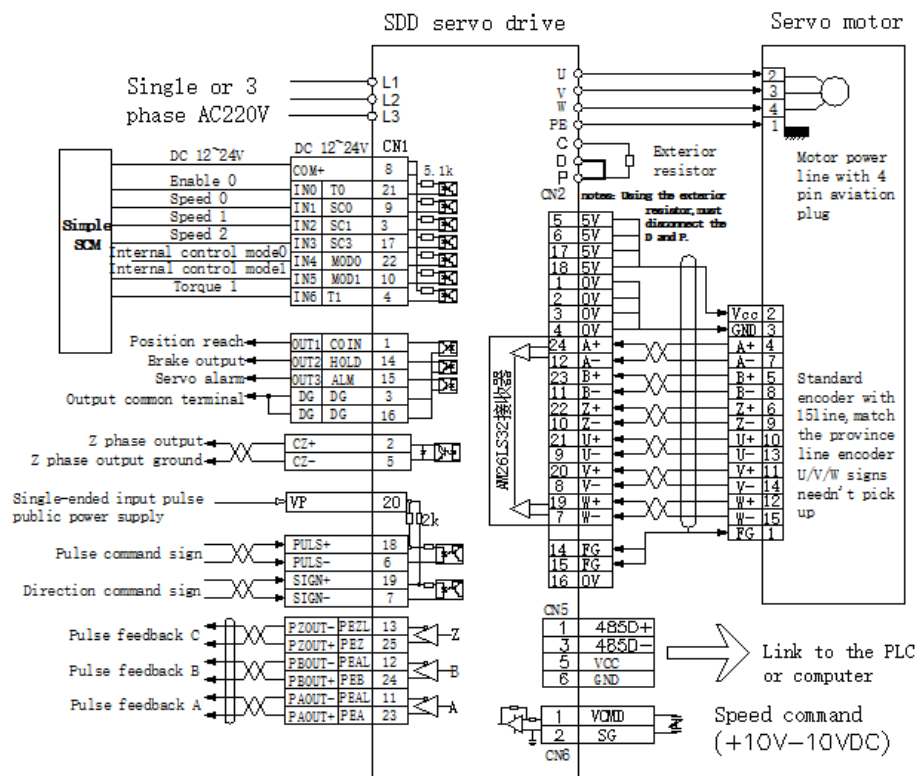 SDD servo drive
Servo motor
Single or 3
phase AC220V
L1
L2
L3
U
V
W
PE
C
D
P
2
3
4
1
Exterior
resistor
Motor power
line with 4
pin aviation
plug
notes: Using the exterior
resistor, must
disconnect the
D and P.
Simple
SCM
DC 12~24V
DC 12~24V CN1
COM+ 8 5.1k
Enable 0 IN0 T0 21
Speed 0 IN1 SC0 9
Speed 1 IN2 SC1 3
Speed 2 IN3 SC3 17
Internal control mode0 IN4 MOD0 22
Internal control mode1 IN5 MOD1 10
Torque 1 IN6 T1 4
Position reach OUT1 COIN 1
Brake output OUT2 HOLD 14
Servo alarm OUT3 ALM 15
Output common terminal DG DG 3
DG DG 16
Z phase output CZ+ 2
Z phase output ground CZ- 5
Single-ended input pulse
public power supply
VP 20
2k
Pulse command sign PULS+ 18
PULS- 6
Direction command sign SIGN+ 19
SIGN- 7
Pulse feedback C PZOUT- PEZL 13 Z
PZOUT+ PEZ 25
Pulse feedback B PBOUT- PEAL 12 B
PBOUT+ PEB 24
Pulse feedback A PAOUT- PEAL 11 A
PAOUT+ PEA 23
CN2
5 5V
6 5V
17 5V
18 5V
1 0V
2 0V
3 0V
4 0V
24 A+
12 A-
23 B+
11 B-
22 Z+
10 Z-
21 U+
9 U-
20 V+
8 V-
19 W+
7 W-
14 FG
15 FG
16 0V
AM26LS32接收器
Vcc 2
GND 3
A+ 4
A- 7
B+ 5
B- 8
Z+ 6
Z- 9
U+ 10
U- 13
V+ 11
V- 14
W+ 12
W- 15
FG 1
Standard
encoder with
15line, match
the province
line encoder
U/V/W signs
needn't pick
up
CN5
1 485D+
3 485D-
5 VCC
6 GND
Link to the PLC
or computer
1 VCMD
2 SG
CN6
Speed command
(+10V-10VDC)